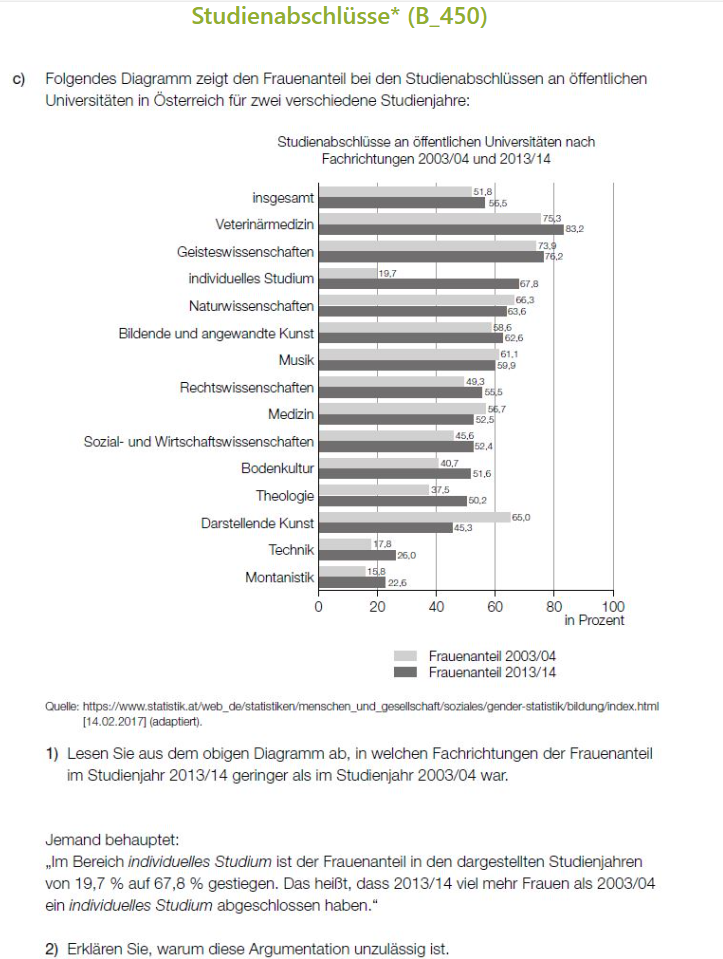 Studienabschlüsse* (B_450)
c) Folgendes Diagramm zeigt den Frauenanteil bei den Studienabschlüssen an öffentlichen
Universitäten in Österreich für zwei verschiedene Studienjahre:
Studienabschlüsse an öffentlichen Universitäten nach
Fachrichtungen 2003/04 und 2013/14
insgesamt 51,8 56,5
Veterinärmedizin 75,3 83,2
Geisteswissenschaften 73,9 76,2
individuelles Studium 19,7 67,8
Naturwissenschaften 66,3 63,6
Bildende und angewandte Kunst 58,6 62,6
Musik 61,1 59,9
Rechtswissenschaften 49,3 55,5
Medizin 56,7 52,5
Sozial- und Wirtschaftswissenschaften 45,6 52,4
Bodenkultur 40,7 51,6
Theologie 37,5 50,2
Darstellende Kunst 65,0 45,3
Technik 17,8 26,0
Montanistik 15,8 22,6
0 20 40 60 80 100
in Prozent
Frauenanteil 2003/04
Frauenanteil 2013/14
Quelle: https://www.statistik.at/web_de/statistiken/menschen_und_gesellschaft/soziales/gender-statistik/bildung/index.html
[14.02.2017] (adaptiert).
1) Lesen Sie aus dem obigen Diagramm ab, in welchen Fachrichtungen der Frauenanteil
im Studienjahr 2013/14 geringer als im Studienjahr 2003/04 war.
Jemand behauptet:
„Im Bereich individuelles Studium ist der Frauenanteil in den dargestellten Studienjahren
von 19,7 % auf 67,8 % gestiegen. Das heißt, dass 2013/14 viel mehr Frauen als 2003/04
ein individuelles Studium abgeschlossen haben.“
2) Erklären Sie, warum diese Argumentation unzulässig ist.